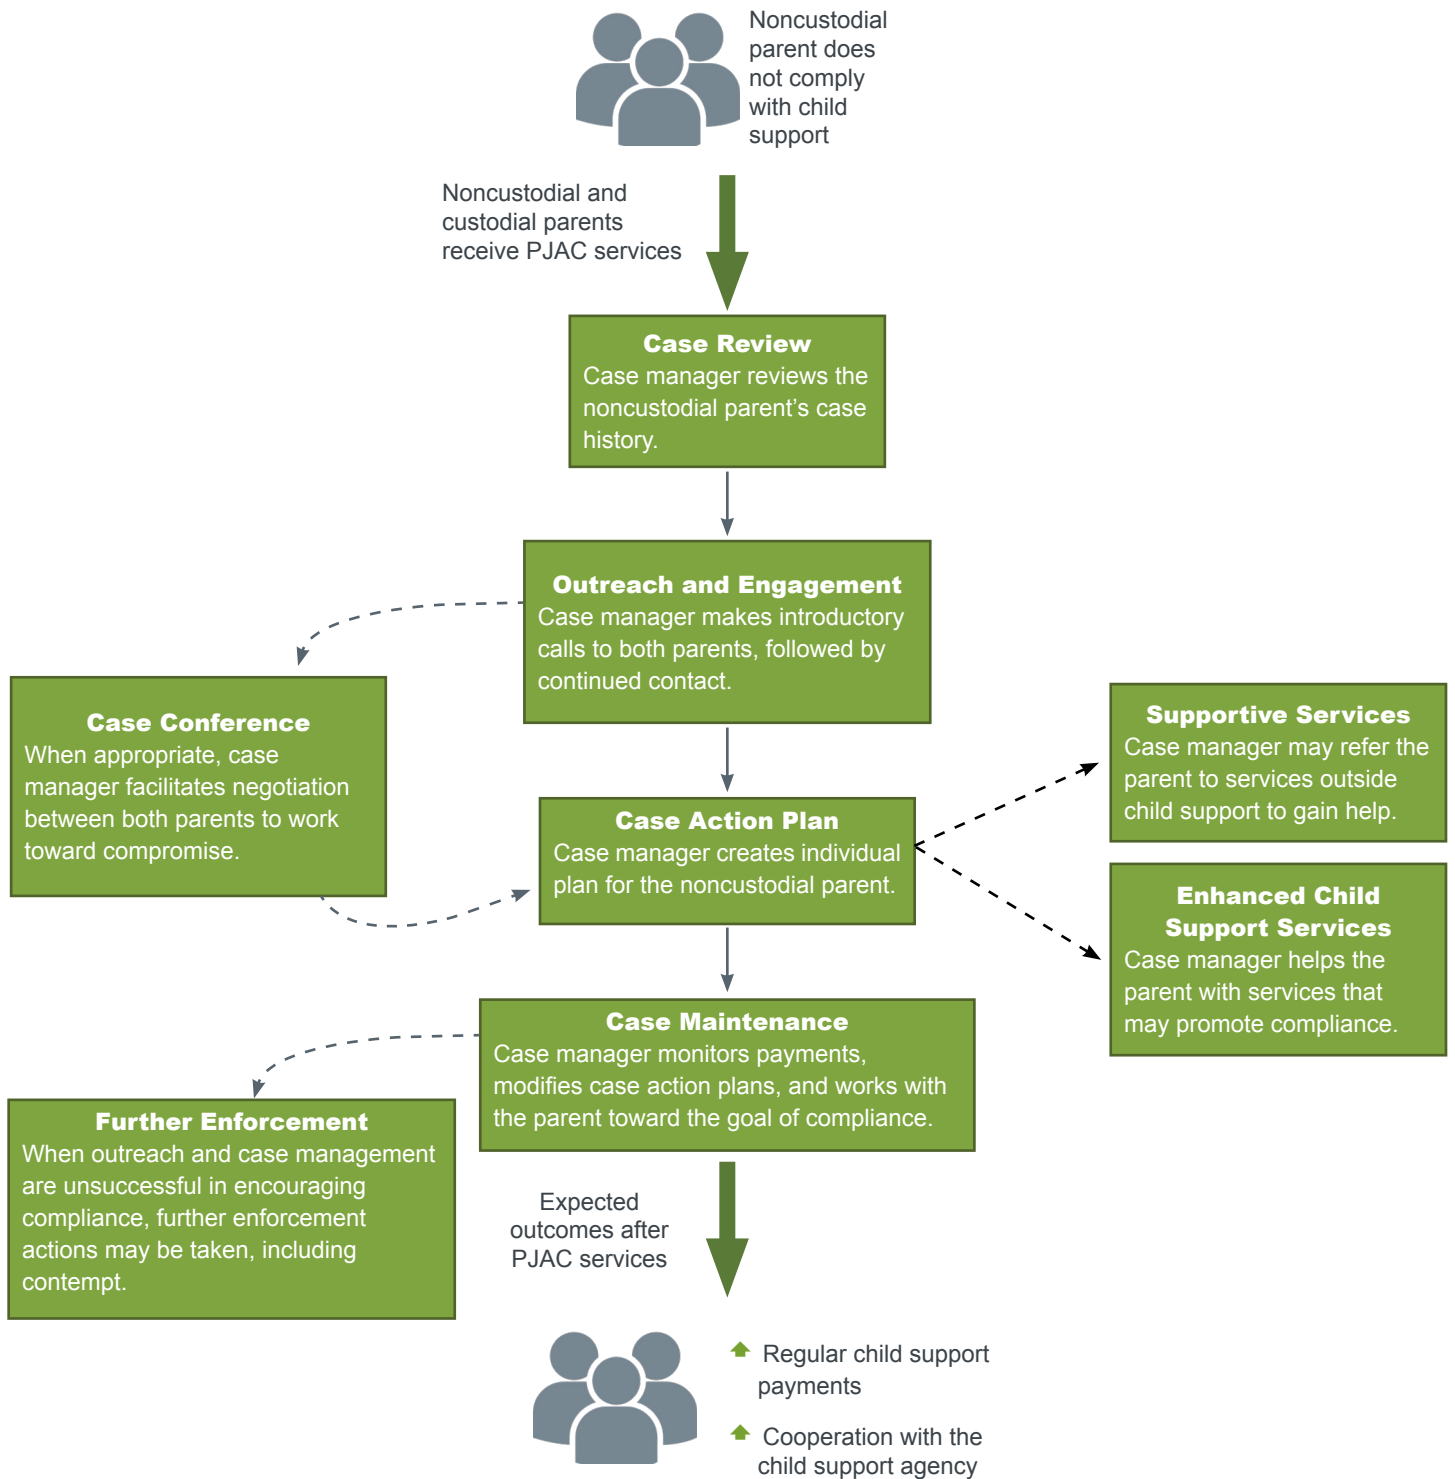 Noncustodial
parent does
not comply
with child
support
Noncustodial and
custodial parents
receive PJAC services
Case Review
Case manager reviews the
noncustodial parent’s case
history.
Outreach and Engagement
Case manager makes introductory
calls to both parents, followed by
continued contact.
Case Conference
When appropriate, case
manager facilitates negotiation
between both parents to work
toward compromise.
Case Action Plan
Case manager creates individual
plan for the noncustodial parent.
Supportive Services
Case manager may refer the
parent to services outside
child support to gain help.
Enhanced Child
Support Services
Case manager helps the
parent with services that
may promote compliance.
Case Maintenance
Case manager monitors payments,
modifies case action plans, and works with
the parent toward the goal of compliance.
Further Enforcement
When outreach and case management
are unsuccessful in encouraging
compliance, further enforcement
actions may be taken, including
contempt.
Expected
outcomes after
PJAC services
Regular child support
payments
Cooperation with the
child support agency